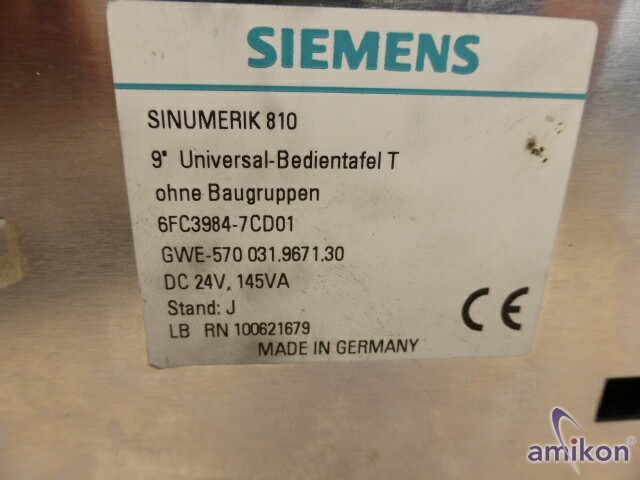 SIEMENS
SINUMERIK 810
9" Universal-Bedientafel T
ohne Baugruppen
6FC3984-7CD01
GWE-570 031.9671.30
DC 24V, 145VA
Stand: J
LB RN 100621679
MADE IN GERMANY
CE
amikon